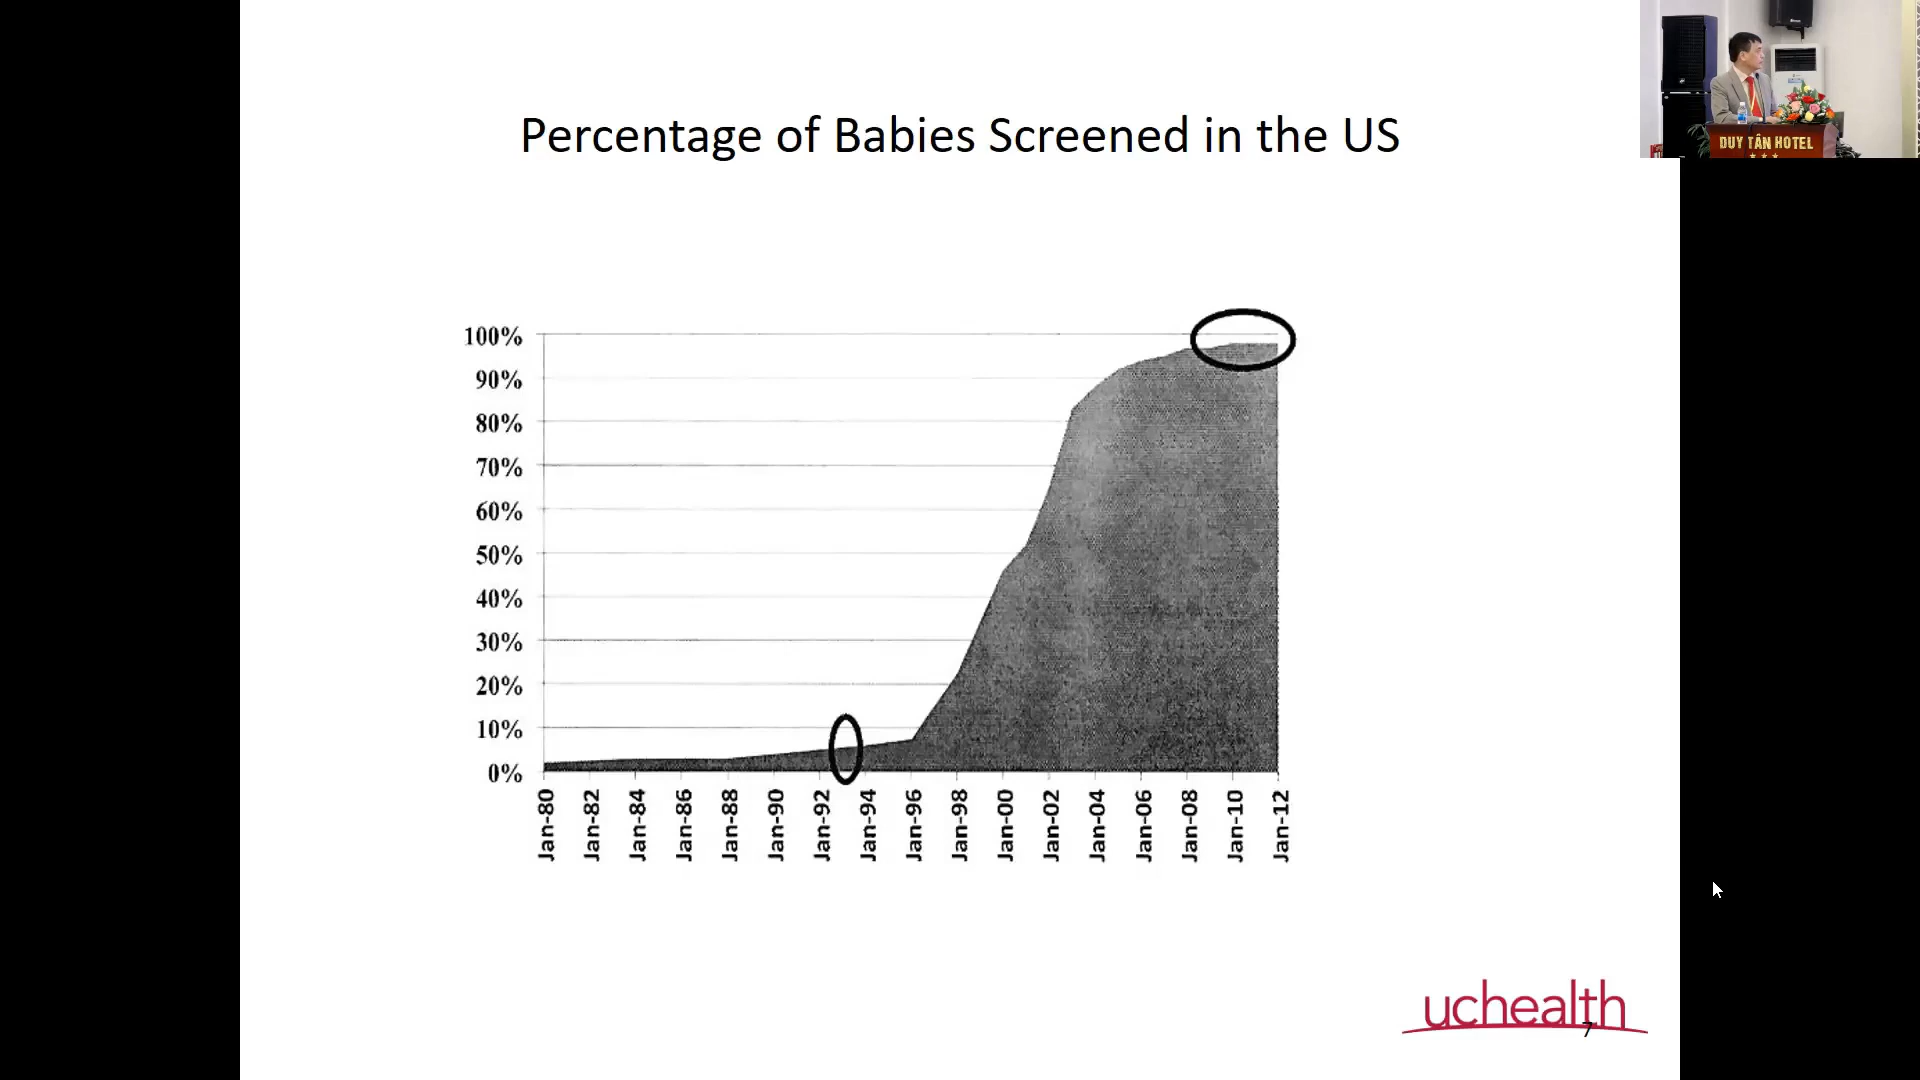 Percentage of Babies Screened in the US
DUY TÂN HOTEL
100%
90%
80%
70%
60%
50%
40%
30%
20%
10%
0%
Jan-80
Jan-82
Jan-84
Jan-86
Jan-88
Jan-90
Jan-92
Jan-94
Jan-96
Jan-98
Jan-00
Jan-02
Jan-04
Jan-06
Jan-08
Jan-10
Jan-12
uchealth
7